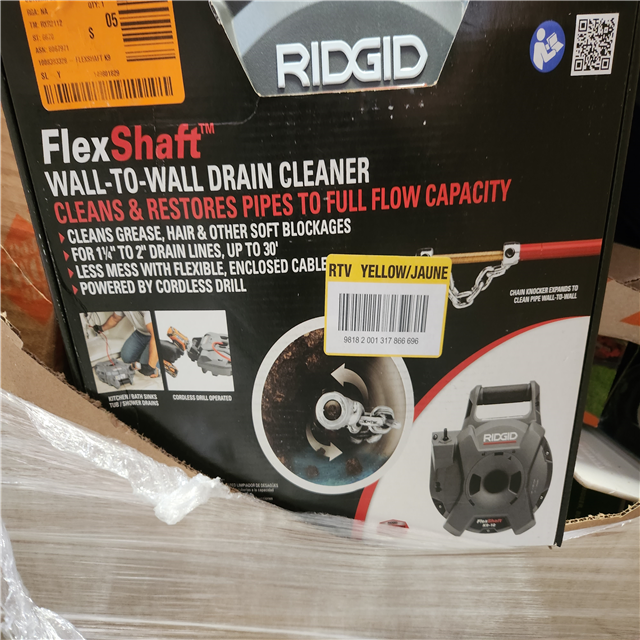 QTY: 1
$ 05
RIDGID
FlexShaft™
WALL-TO-WALL DRAIN CLEANER
CLEANS & RESTORES PIPES TO FULL FLOW CAPACITY
CLEANS GREASE, HAIR & OTHER SOFT BLOCKAGES
FOR 1¼" TO 2" DRAIN LINES, UP TO 30'
LESS MESS WITH FLEXIBLE, ENCLOSED CABLE
POWERED BY CORDLESS DRILL
RTV YELLOW/JAUNE
9818 2 001 317 866 696
CHAIN KNOCKER EXPANDS TO
CLEAN PIPE WALL-TO-WALL
KITCHEN / BATH SINKS
TUB / SHOWER DRAINS
CORDLESS DRILL OPERATED
RIDGID
FlexShaft